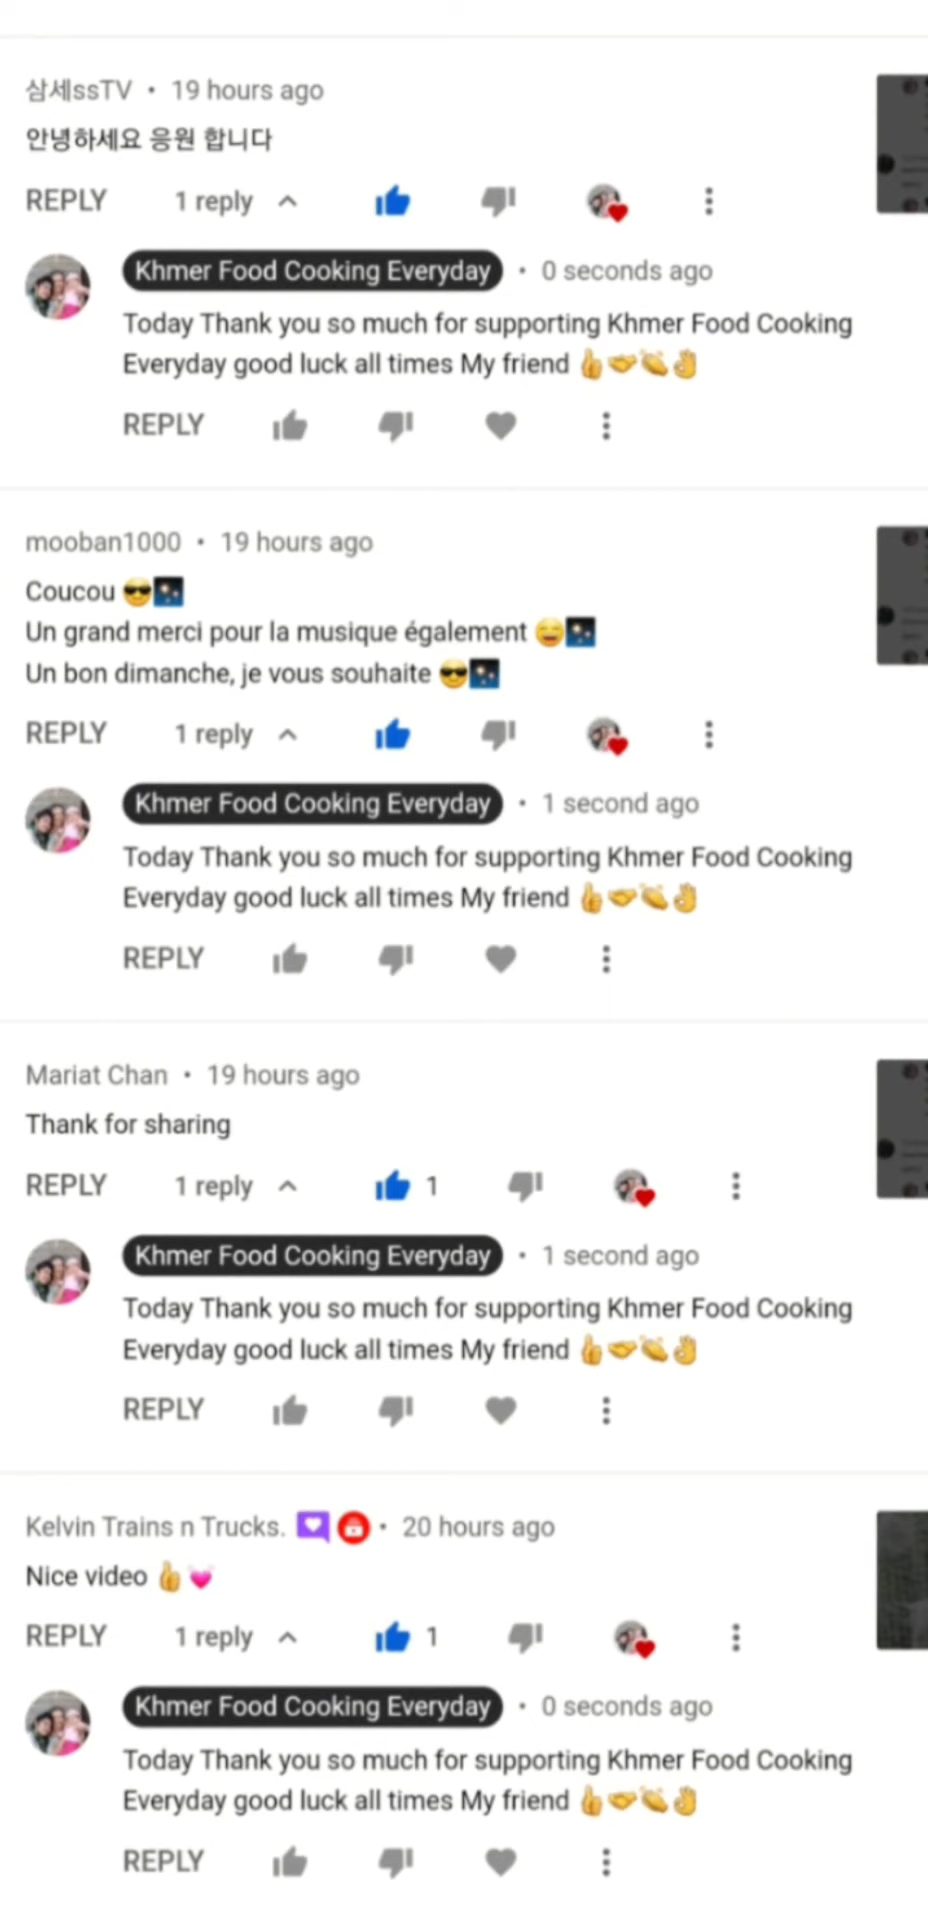 삼세ssTV • 19 hours ago
안녕하세요 응원 합니다
REPLY 1 reply
Khmer Food Cooking Everyday • 0 seconds ago
Today Thank you so much for supporting Khmer Food Cooking
Everyday good luck all times My friend 👍🤝👏👌
REPLY
mooban1000 • 19 hours ago
Coucou 😎🎆
Un grand merci pour la musique également 😄🎆
Un bon dimanche, je vous souhaite 😎🎆
REPLY 1 reply
Khmer Food Cooking Everyday • 1 second ago
Today Thank you so much for supporting Khmer Food Cooking
Everyday good luck all times My friend 👍🤝👏👌
REPLY
Mariat Chan • 19 hours ago
Thank for sharing
REPLY 1 reply 1
Khmer Food Cooking Everyday • 1 second ago
Today Thank you so much for supporting Khmer Food Cooking
Everyday good luck all times My friend 👍🤝👏👌
REPLY
Kelvin Trains n Trucks. • 20 hours ago
Nice video 👍💓
REPLY 1 reply 1
Khmer Food Cooking Everyday • 0 seconds ago
Today Thank you so much for supporting Khmer Food Cooking
Everyday good luck all times My friend 👍🤝👏👌
REPLY